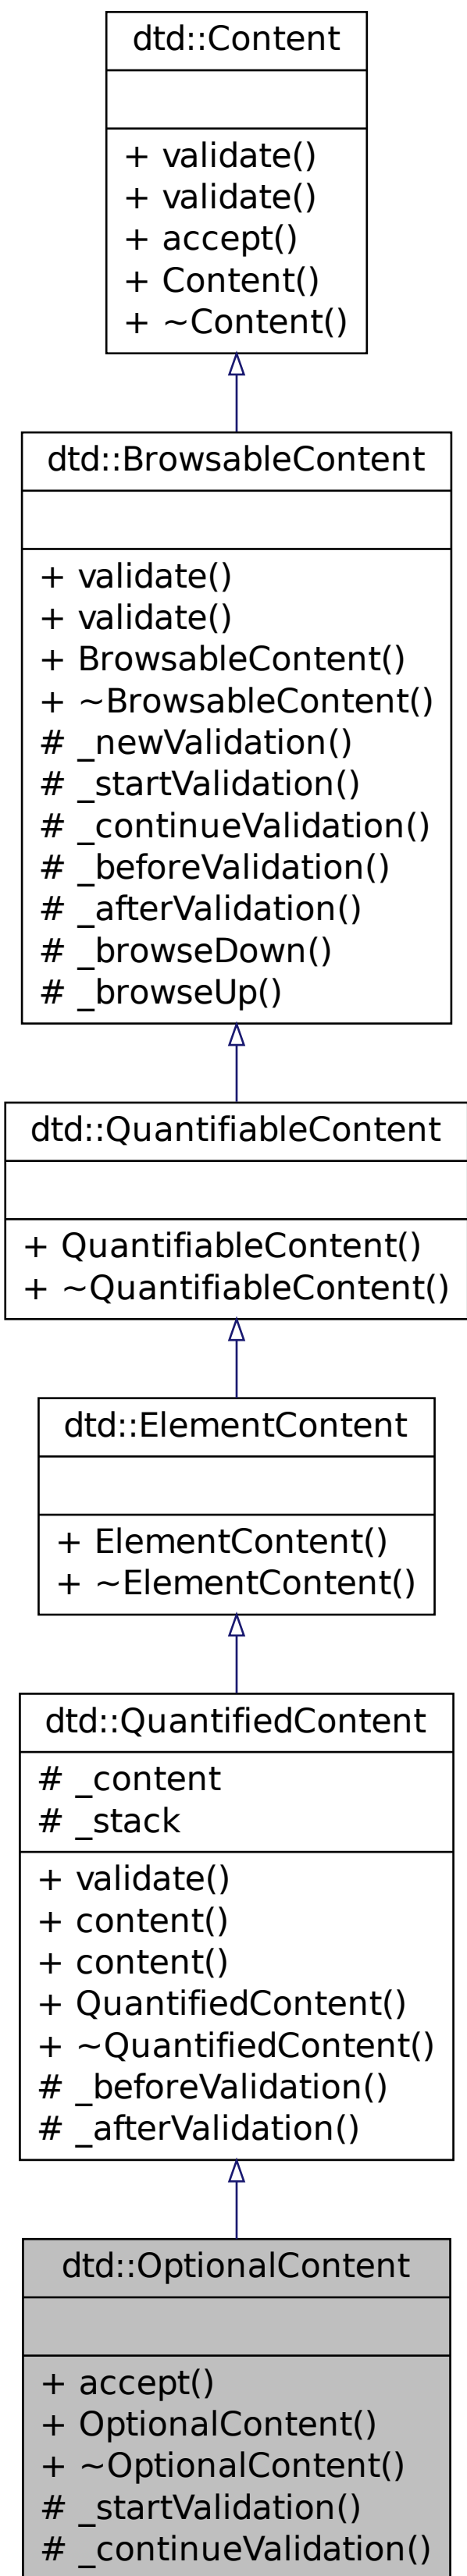 dtd::Content
+ validate()
+ validate()
+ accept()
+ Content()
+ ~Content()
dtd::BrowsableContent
+ validate()
+ validate()
+ BrowsableContent()
+ ~BrowsableContent()
# _newValidation()
# _startValidation()
# _continueValidation()
# _beforeValidation()
# _afterValidation()
# _browseDown()
# _browseUp()
dtd::QuantifiableContent
+ QuantifiableContent()
+ ~QuantifiableContent()
dtd::ElementContent
+ ElementContent()
+ ~ElementContent()
dtd::QuantifiedContent
# _content
# _stack
+ validate()
+ content()
+ content()
+ QuantifiedContent()
+ ~QuantifiedContent()
# _beforeValidation()
# _afterValidation()
dtd::OptionalContent
+ accept()
+ OptionalContent()
+ ~OptionalContent()
# _startValidation()
# _continueValidation()